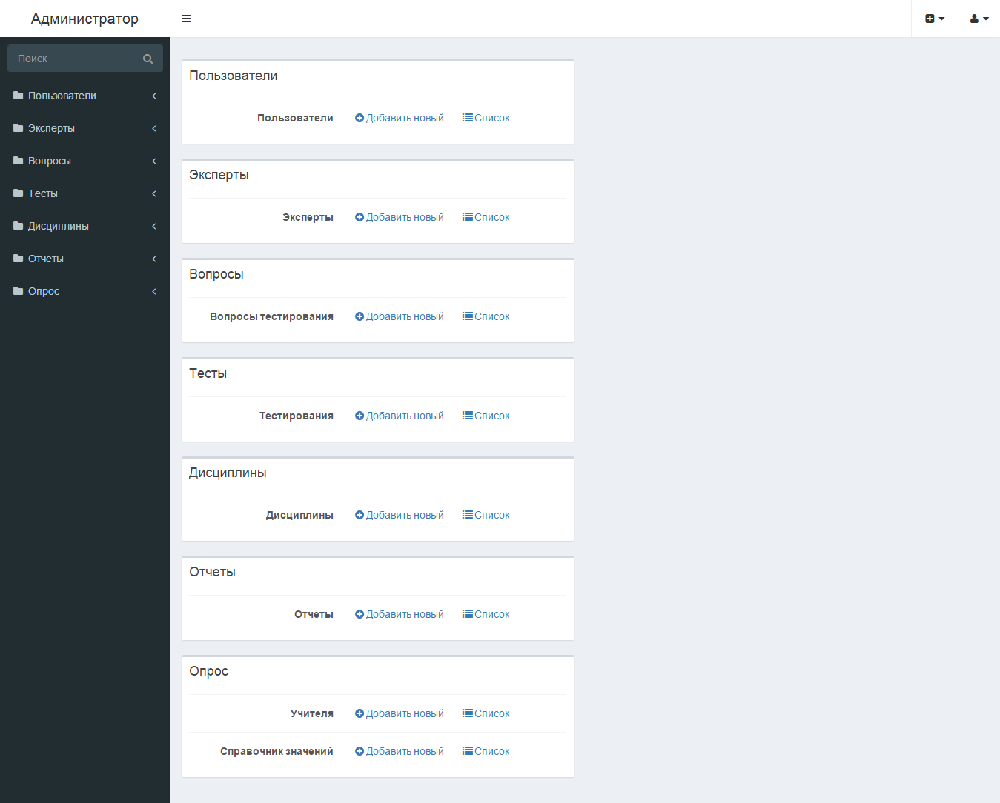 Администратор
Поиск
Пользователи
Эксперты
Вопросы
Тесты
Дисциплины
Отчеты
Опрос
Пользователи
Пользователи Добавить новый Список
Эксперты
Эксперты Добавить новый Список
Вопросы
Вопросы тестирования Добавить новый Список
Тесты
Тестирования Добавить новый Список
Дисциплины
Дисциплины Добавить новый Список
Отчеты
Отчеты Добавить новый Список
Опрос
Учителя Добавить новый Список
Справочник значений Добавить новый Список